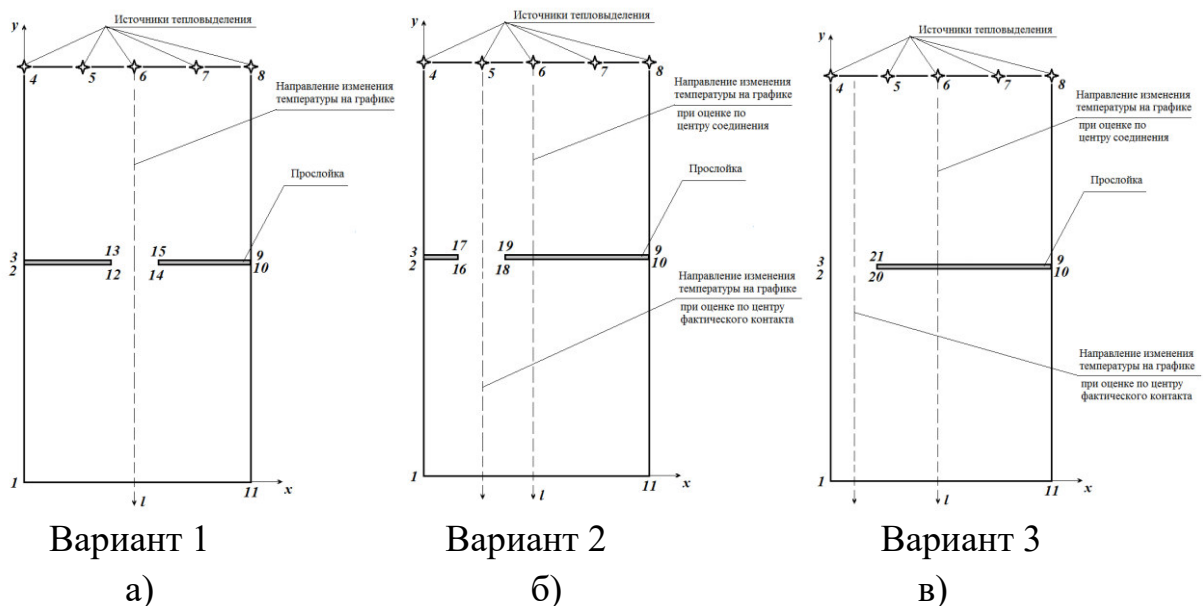 y
Источники тепловыделения
4
5
6
7
8
Направление изменения
температуры на графике
Прослойка
3
2
13
12
15
14
9
10
1
11
x
l
Вариант 1
а)
y
Источники тепловыделения
4
5
6
7
8
Направление изменения
температуры на графике
при оценке по
центру соединения
Прослойка
3
2
17
16
19
18
9
10
Направление изменения
температуры на графике
при оценке по центру
фактического контакта
1
11
x
l
Вариант 2
б)
y
Источники тепловыделения
4
5
6
7
8
Направление изменения
температуры на графике
при оценке по
центру соединения
Прослойка
3
2
21
20
9
10
Направление изменения
температуры на графике
при оценке по центру
фактического контакта
1
11
x
l
Вариант 3
в)